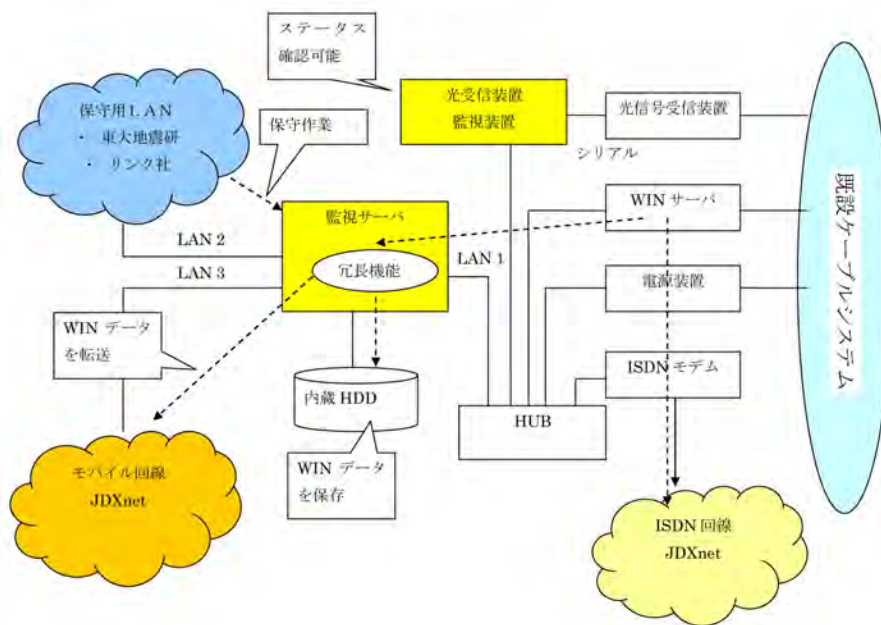 ステータス
確認可能
保守用ＬＡＮ
・ 東大地震研
・ リンク社
保守作業
光受信装置
監視装置
光信号受信装置
シリアル
既設ケーブルシステム
監視サーバ
冗長機能
WIN サーバ
LAN 2
LAN 1
LAN 3
電源装置
WIN データ
を転送
ISDN モデム
内蔵 HDD
HUB
WIN データ
を保存
モバイル回線
JDXnet
ISDN 回線
JDXnet